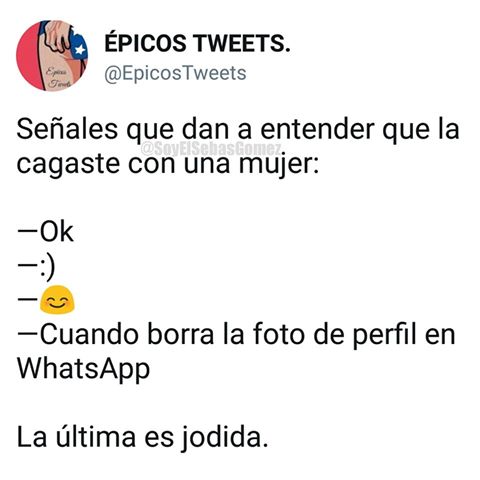 ÉPICOS TWEETS.
Épicos
Tweets
@EpicosTweets
Señales que dan a entender que la
cagaste con una mujer:
@SoyElSebasGomez
—Ok
—:)
—😊
—Cuando borra la foto de perfil en
WhatsApp
La última es jodida.